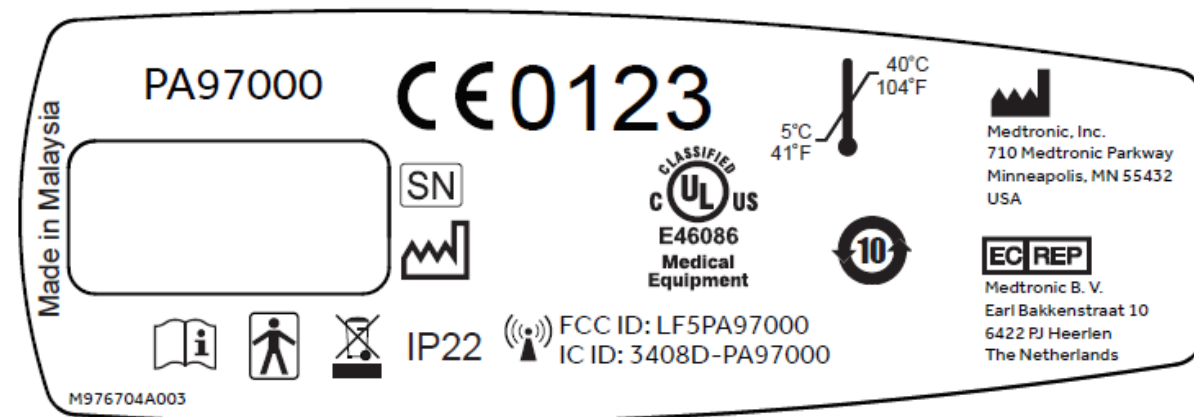 PA97000
CE 0123
40°C
104°F
5°C
41°F
Medtronic, Inc.
710 Medtronic Parkway
Minneapolis, MN 55432
USA
Made in Malaysia
SN
CLASSIFIED
C UL US
E46086
Medical
Equipment
10
EC REP
Medtronic B. V.
Earl Bakkenstraat 10
6422 PJ Heerlen
The Netherlands
i
IP22
FCC ID: LF5PA97000
IC ID: 3408D-PA97000
M976704A003